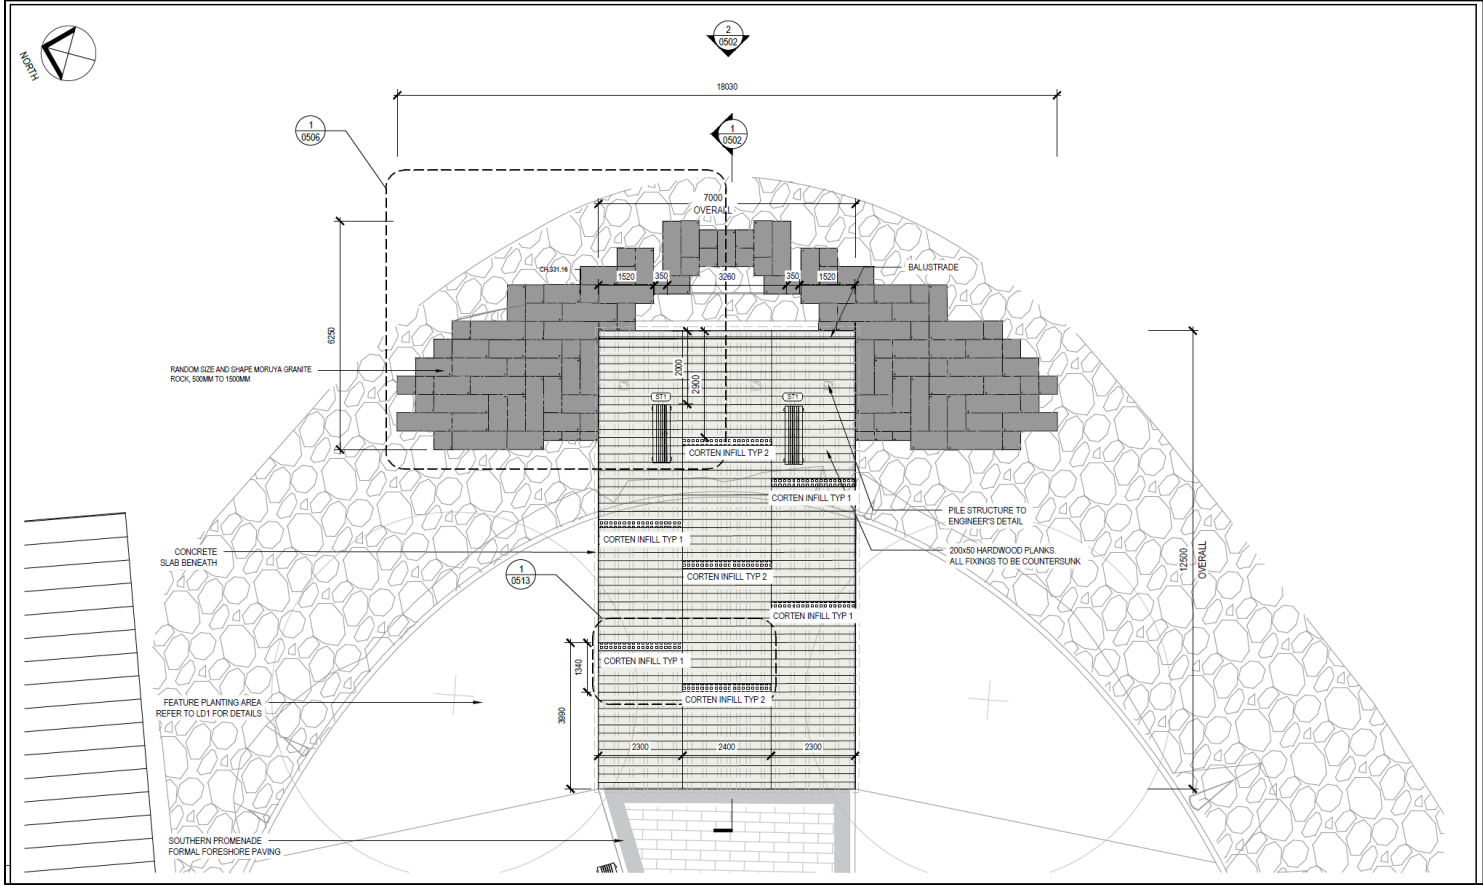 NORTH
2
0502
18030
1
0506
1
0502
7000
OVERALL
CH.331.16
1520
350
3260
350
1520
BALUSTRADE
6250
RANDOM SIZE AND SHAPE MORUYA GRANITE
ROCK, 500MM TO 1500MM
2000
2900
ST1
ST1
CORTEN INFILL TYP 2
CORTEN INFILL TYP 1
PILE STRUCTURE TO
ENGINEER'S DETAIL
CORTEN INFILL TYP 1
CONCRETE
SLAB BENEATH
200x50 HARDWOOD PLANKS.
ALL FIXINGS TO BE COUNTERSUNK
12500
OVERALL
1
0513
CORTEN INFILL TYP 2
CORTEN INFILL TYP 1
CORTEN INFILL TYP 1
1340
CORTEN INFILL TYP 2
FEATURE PLANTING AREA
REFER TO LD1 FOR DETAILS
3990
2300
2400
2300
SOUTHERN PROMENADE
FORMAL FORESHORE PAVING